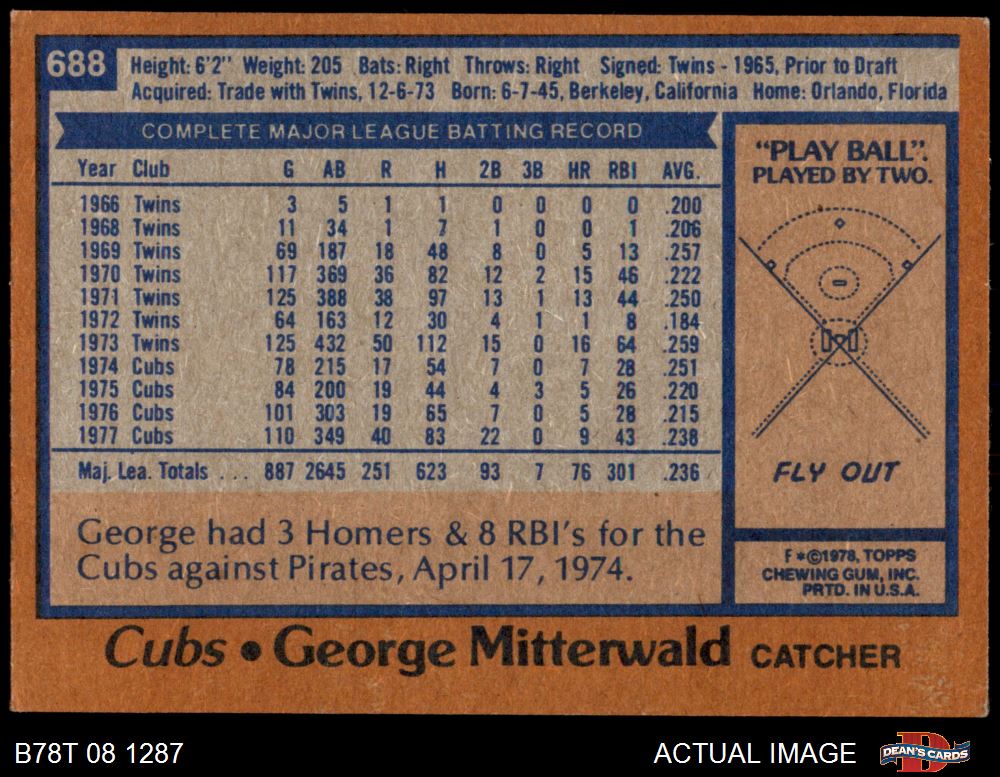 688
Height: 6'2" Weight: 205 Bats: Right Throws: Right Signed: Twins - 1965, Prior to Draft
Acquired: Trade with Twins, 12-6-73 Born: 6-7-45, Berkeley, California Home: Orlando, Florida
COMPLETE MAJOR LEAGUE BATTING RECORD
Year Club G AB R H 2B 3B HR RBI AVG.
1966 Twins 3 5 1 1 0 0 0 0 .200
1968 Twins 11 34 1 7 1 0 0 1 .206
1969 Twins 69 187 18 48 8 0 5 13 .257
1970 Twins 117 369 36 82 12 2 15 46 .222
1971 Twins 125 388 38 97 13 1 13 44 .250
1972 Twins 64 163 12 30 4 1 1 8 .184
1973 Twins 125 432 50 112 15 0 16 64 .259
1974 Cubs 78 215 17 54 7 0 7 28 .251
1975 Cubs 84 200 19 44 4 3 5 26 .220
1976 Cubs 101 303 19 65 7 0 5 28 .215
1977 Cubs 110 349 40 83 22 0 9 43 .238
Maj. Lea. Totals ... 887 2645 251 623 93 7 76 301 .236
George had 3 Homers & 8 RBI's for the
Cubs against Pirates, April 17, 1974.
"PLAY BALL".
PLAYED BY TWO.
FLY OUT
F *©1978, TOPPS
CHEWING GUM, INC.
PRTD. IN U.S.A.
Cubs • George Mitterwald CATCHER
B78T 08 1287
ACTUAL IMAGE
DEAN'S CARDS